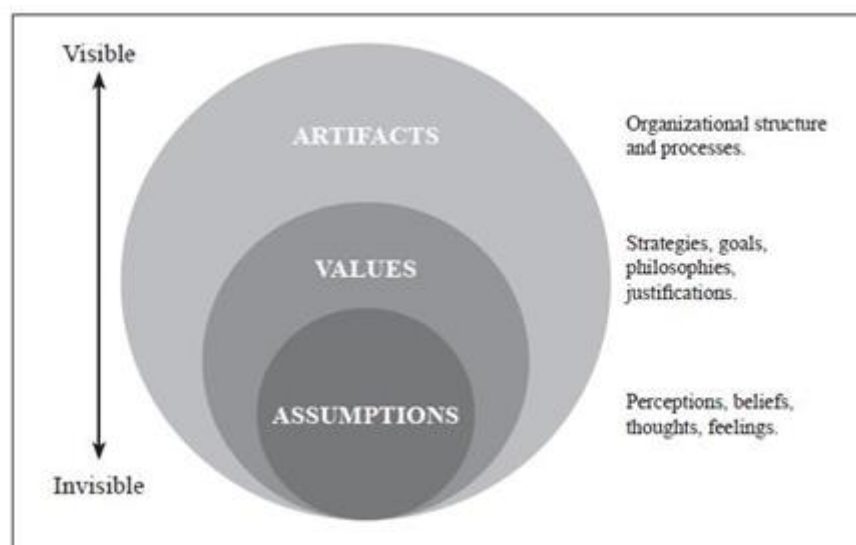 Visible
ARTIFACTS
Organizational structure
and processes.
VALUES
Strategies, goals,
philosophies,
justifications.
ASSUMPTIONS
Perceptions, beliefs,
thoughts, feelings.
Invisible